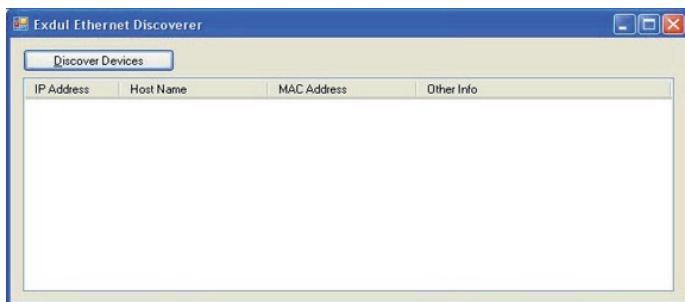 Exdul Ethernet Discoverer
Discover Devices
IP Address Host Name MAC Address Other Info